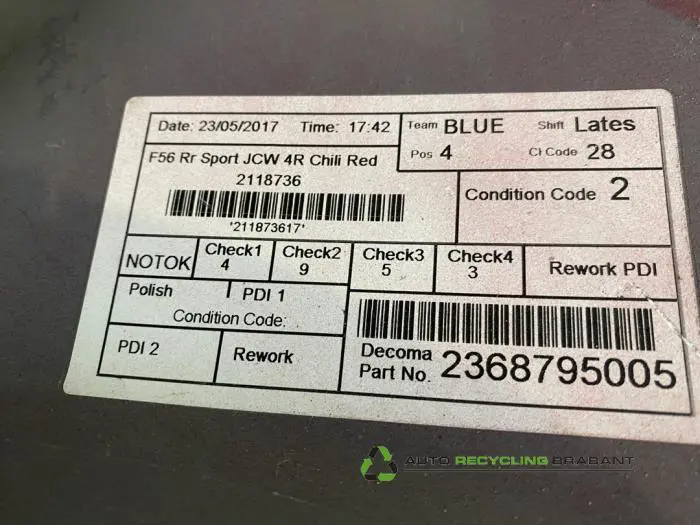 Date: 23/05/2017 Time: 17:42
Team BLUE Shift Lates
Pos 4 CI Code 28
F56 Rr Sport JCW 4R Chili Red
2118736
'211873617'
Condition Code 2
NOTOK
Check1 4
Check2 9
Check3 5
Check4 3
Rework PDI
Polish PDI 1
Condition Code:
PDI 2 Rework
Decoma Part No. 2368795005
AUTO RECYCLING BRABANT